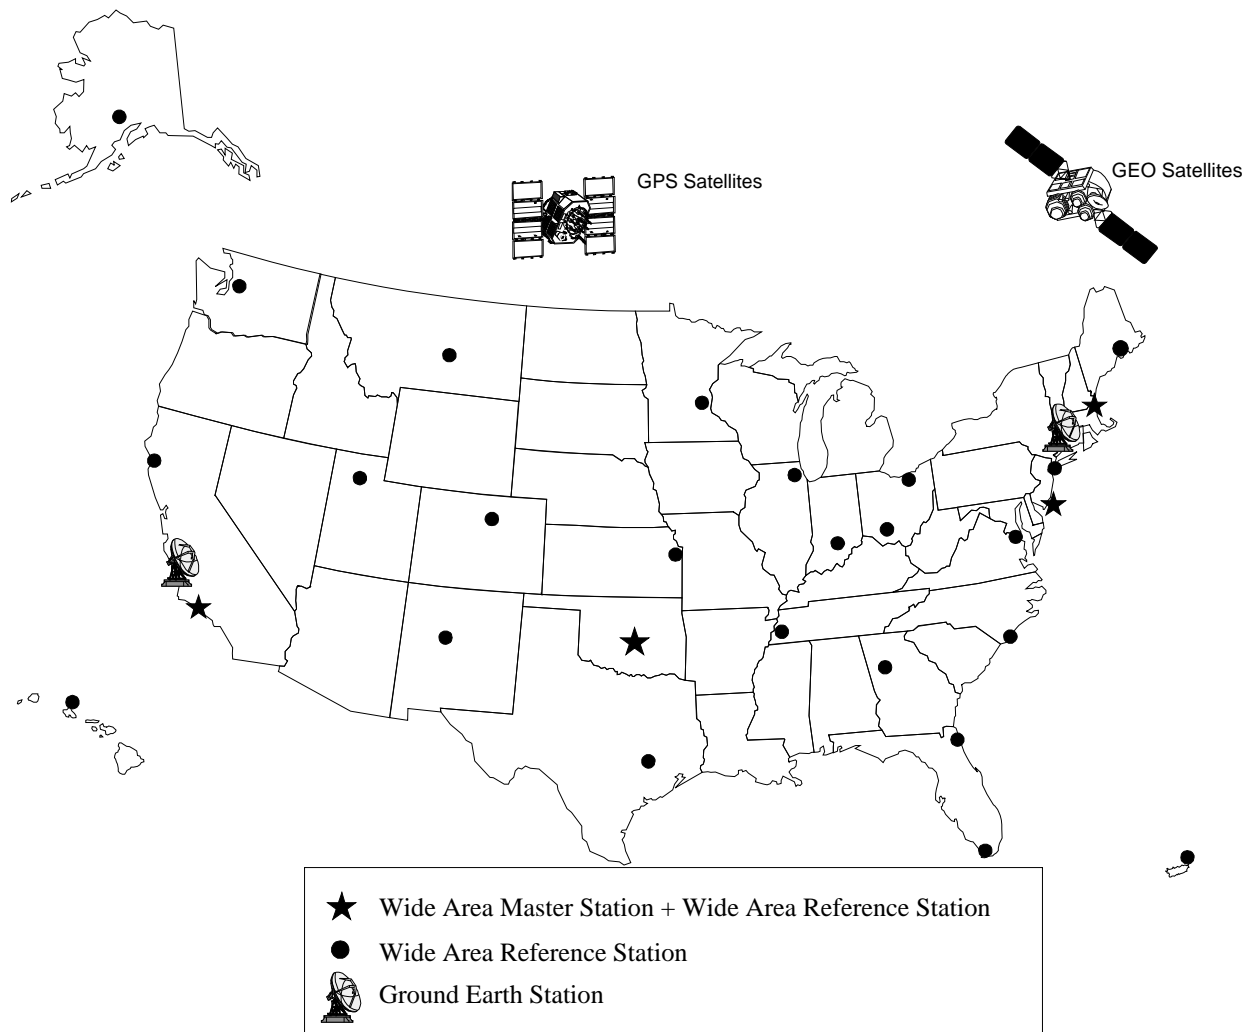 GPS Satellites
GEO Satellites
Wide Area Master Station + Wide Area Reference Station
Wide Area Reference Station
Ground Earth Station